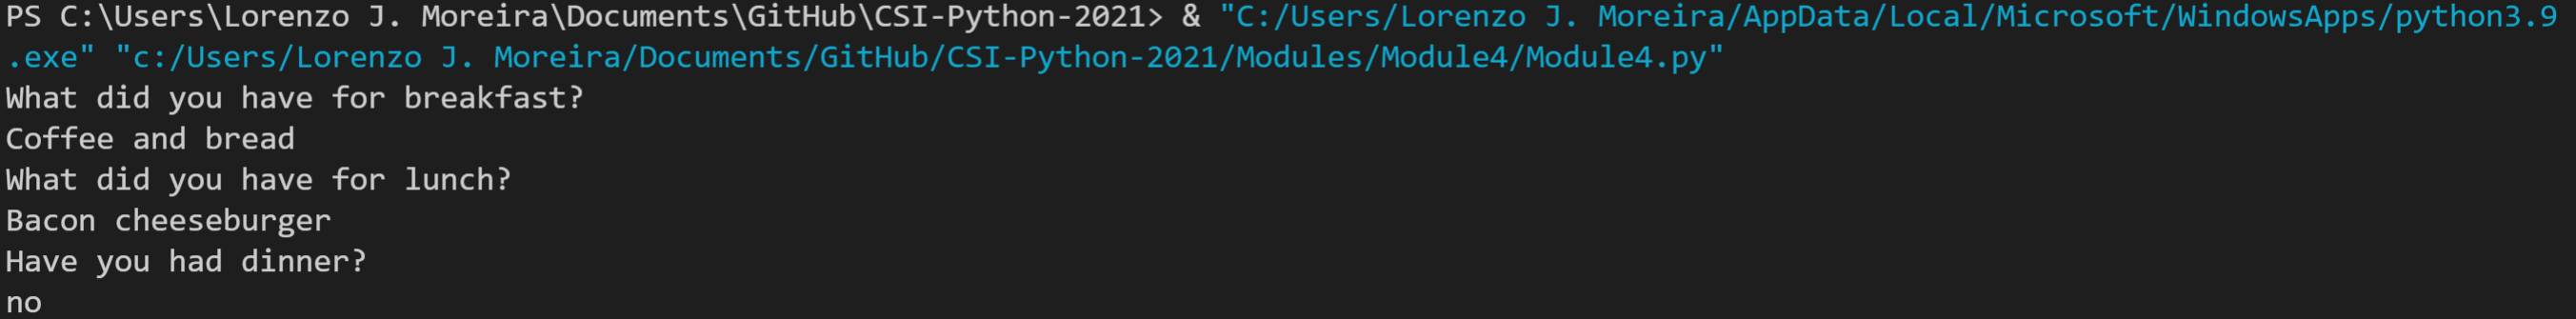 PS C:\Users\Lorenzo J. Moreira\Documents\GitHub\CSI-Python-2021> & "C:/Users/Lorenzo J. Moreira/AppData/Local/Microsoft/WindowsApps/python3.9
.exe" "c:/Users/Lorenzo J. Moreira/Documents/GitHub/CSI-Python-2021/Modules/Module4/Module4.py"
What did you have for breakfast?
Coffee and bread
What did you have for lunch?
Bacon cheeseburger
Have you had dinner?
no